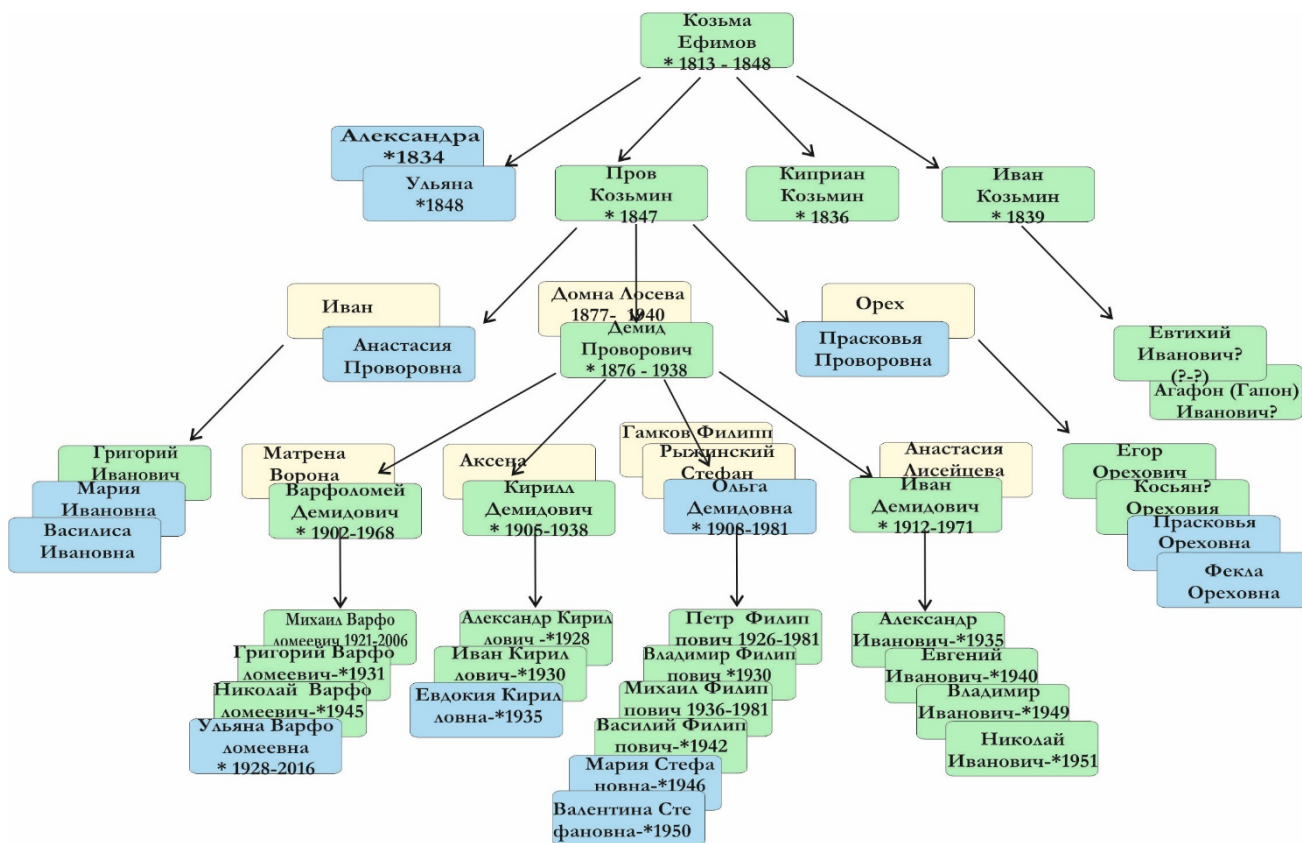 Козьма
Ефимов
* 1813 - 1848
Александра
*1834
Ульяна
*1848
Пров
Козьмин
* 1847
Киприан
Козьмин
* 1836
Иван
Козьмин
* 1839
Иван
Анастасия
Проворовна
Домна Лосева
1877- 1940
Демид
Проворович
* 1876 - 1938
Орех
Прасковья
Проворовна
Евтихий
Иванович?
(?-?)
Агафон (Гапон)
Иванович?
Григорий
Иванович
Мария
Ивановна
Василиса
Ивановна
Матрена
Ворона
Варфоломей
Демидович
* 1902-1968
Аксена
Кирилл
Демидович
* 1905-1938
Гамков Филипп
Рыжинский
Стефан
Ольга
Демидовна
* 1908-1981
Анастасия
Лисейцева
Иван
Демидович
* 1912-1971
Егор
Орехович
Косьян?
Ореховия
Прасковья
Ореховна
Фекла
Ореховна
Михаил Варфо
ломеевич 1921-2006
Григорий Варфо
ломеевич-*1931
Николай Варфо
ломеевич-*1945
Ульяна Варфо
ломеевна
* 1928-2016
Александр Кирил
лович -*1928
Иван Кирил
лович-*1930
Евдокия Кирил
ловна-*1935
Петр Филип
пович 1926-1981
Владимир Филип
пович *1930
Михаил Филип
пович 1936-1981
Василий Филип
пович-*1942
Мария Стефа
новна-*1946
Валентина Сте
фановна-*1950
Александр
Иванович-*1935
Евгений
Иванович-*1940
Владимир
Иванович-*1949
Николай
Иванович-*1951